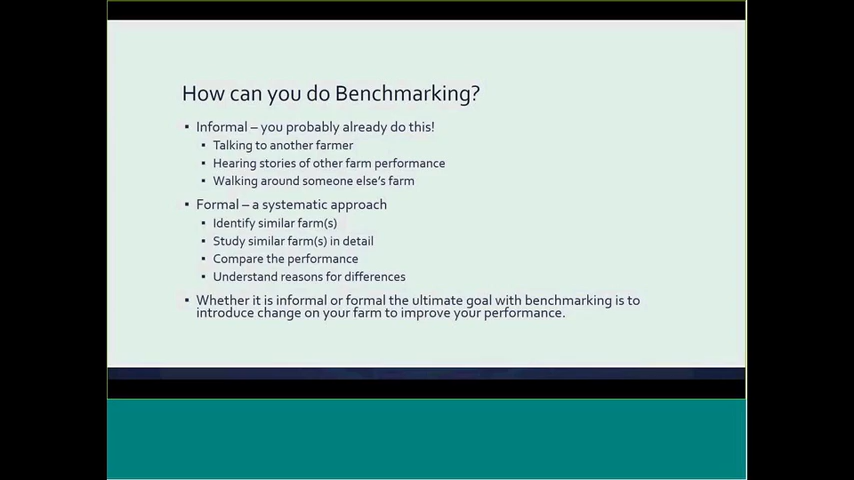 How can you do Benchmarking?
▪ Informal – you probably already do this!
▪ Talking to another farmer
▪ Hearing stories of other farm performance
▪ Walking around someone else's farm
▪ Formal – a systematic approach
▪ Identify similar farm(s)
▪ Study similar farm(s) in detail
▪ Compare the performance
▪ Understand reasons for differences
▪ Whether it is informal or formal the ultimate goal with benchmarking is to
introduce change on your farm to improve your performance.